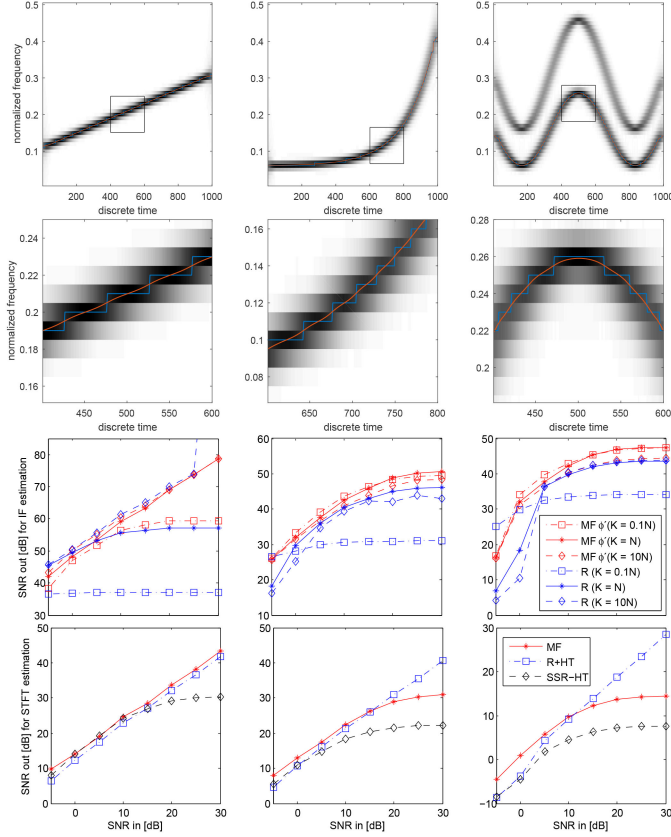 0.5
0.4
0.3
0.2
0.1
normalized frequency
200 400 600 800 1000
discrete time
0.5
0.4
0.3
0.2
0.1
200 400 600 800 1000
discrete time
0.5
0.4
0.3
0.2
0.1
0 200 400 600 800 1000
discrete time
0.24
0.22
0.2
0.18
0.16
normalized frequency
450 500 550 600
discrete time
0.16
0.14
0.12
0.1
0.08
650 700 750 800
discrete time
0.28
0.26
0.24
0.22
0.2
400 450 500 550 600
discrete time
SNR out [dB] for IF estimation
80
70
60
50
40
30
60
50
40
30
20
10
50
40
30
20
10
0
MF ϕ'(K = 0.1N)
MF ϕ'(K = N)
MF ϕ'(K = 10N)
R (K = 0.1N)
R (K = N)
R (K = 10N)
SNR out [dB] for STFT estimation
50
40
30
20
10
0
0 10 20 30
SNR in [dB]
50
40
30
20
10
0
0 10 20 30
SNR in [dB]
30
20
10
0
−10
0 10 20 30
SNR in [dB]
MF
R+HT
SSR−HT